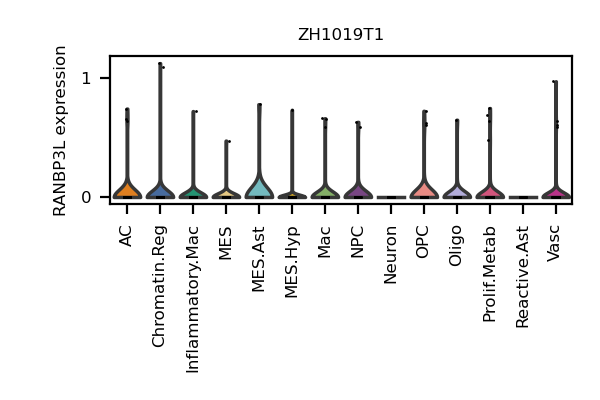 ZH1019T1
RANBP3L expression
1
0
AC
Chromatin.Reg
Inflammatory.Mac
MES
MES.Ast
MES.Hyp
Mac
NPC
Neuron
OPC
Oligo
Prolif.Metab
Reactive.Ast
Vasc